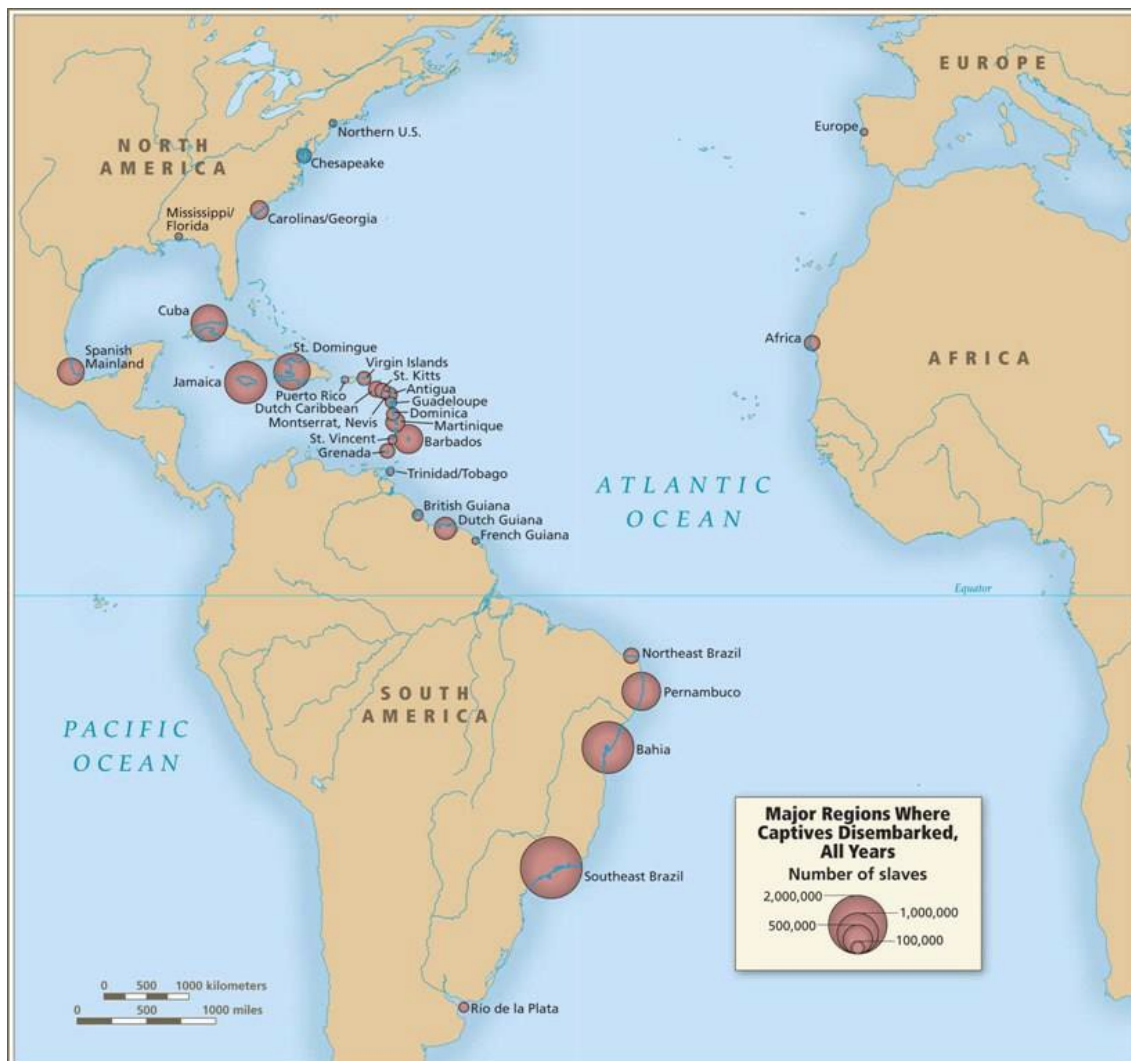 EUROPE
Europe
Northern U.S.
NORTH
AMERICA
Chesapeake
Mississippi/
Florida
Carolinas/Georgia
Cuba
Spanish
Mainland
St. Domingue
Jamaica
Virgin Islands
St. Kitts
Puerto Rico
Antigua
Dutch Caribbean
Guadeloupe
Dominica
Montserrat, Nevis
Martinique
St. Vincent
Barbados
Grenada
Trinidad/Tobago
Africa
AFRICA
ATLANTIC
OCEAN
British Guiana
Dutch Guiana
French Guiana
Equator
Northeast Brazil
SOUTH
AMERICA
Pernambuco
PACIFIC
OCEAN
Bahia
Southeast Brazil
Rio de la Plata
Major Regions Where
Captives Disembarked,
All Years
Number of slaves
2,000,000
1,000,000
500,000
100,000
0 500 1000 kilometers
0 500 1000 miles